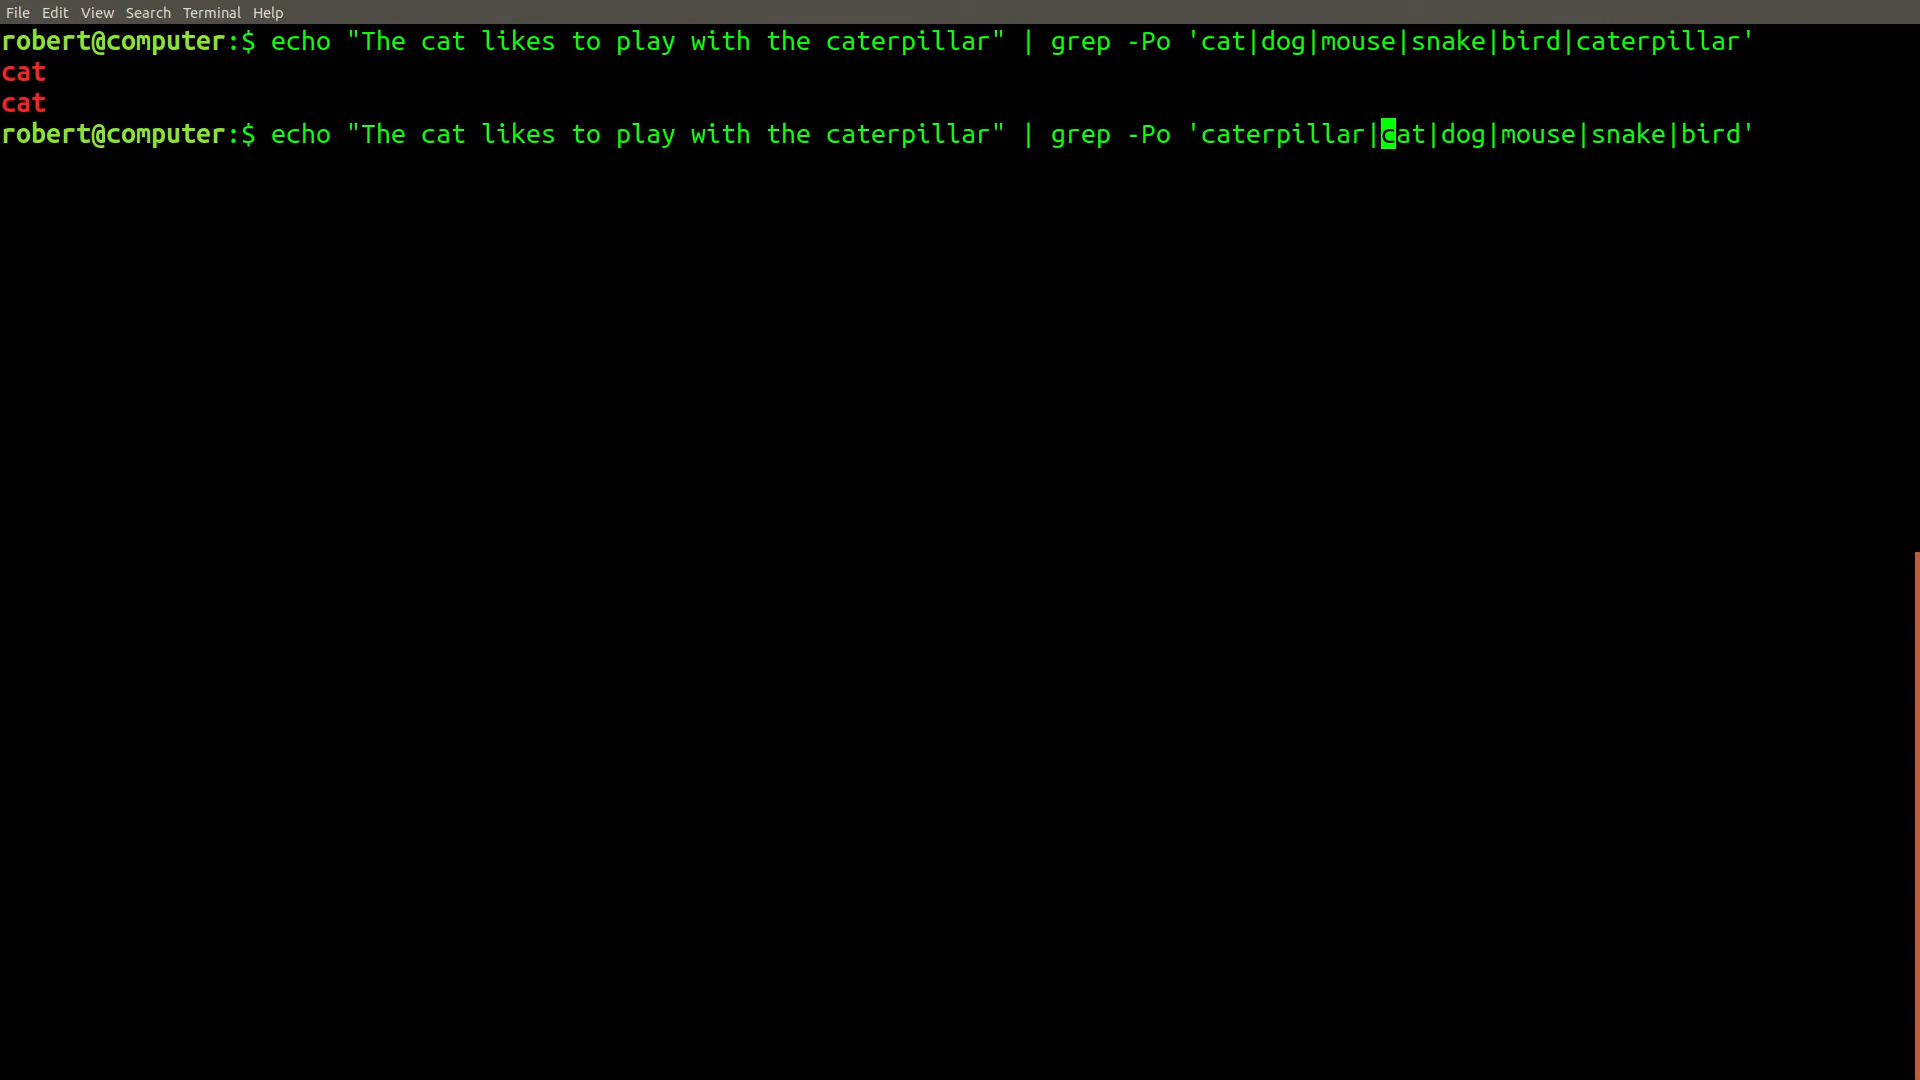 File Edit View Search Terminal Help
robert@computer:$ echo "The cat likes to play with the caterpillar" | grep -Po 'cat|dog|mouse|snake|bird|caterpillar'
cat
cat
robert@computer:$ echo "The cat likes to play with the caterpillar" | grep -Po 'caterpillar|cat|dog|mouse|snake|bird'